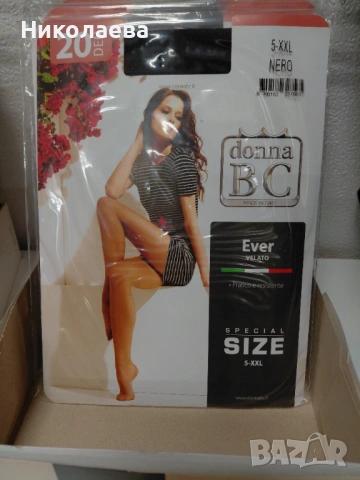 Николаева
20
DEN
5-XXL
NERO
donna
BC
Ever
VELATO
SPECIAL
SIZE
5-XXL
BAZAR